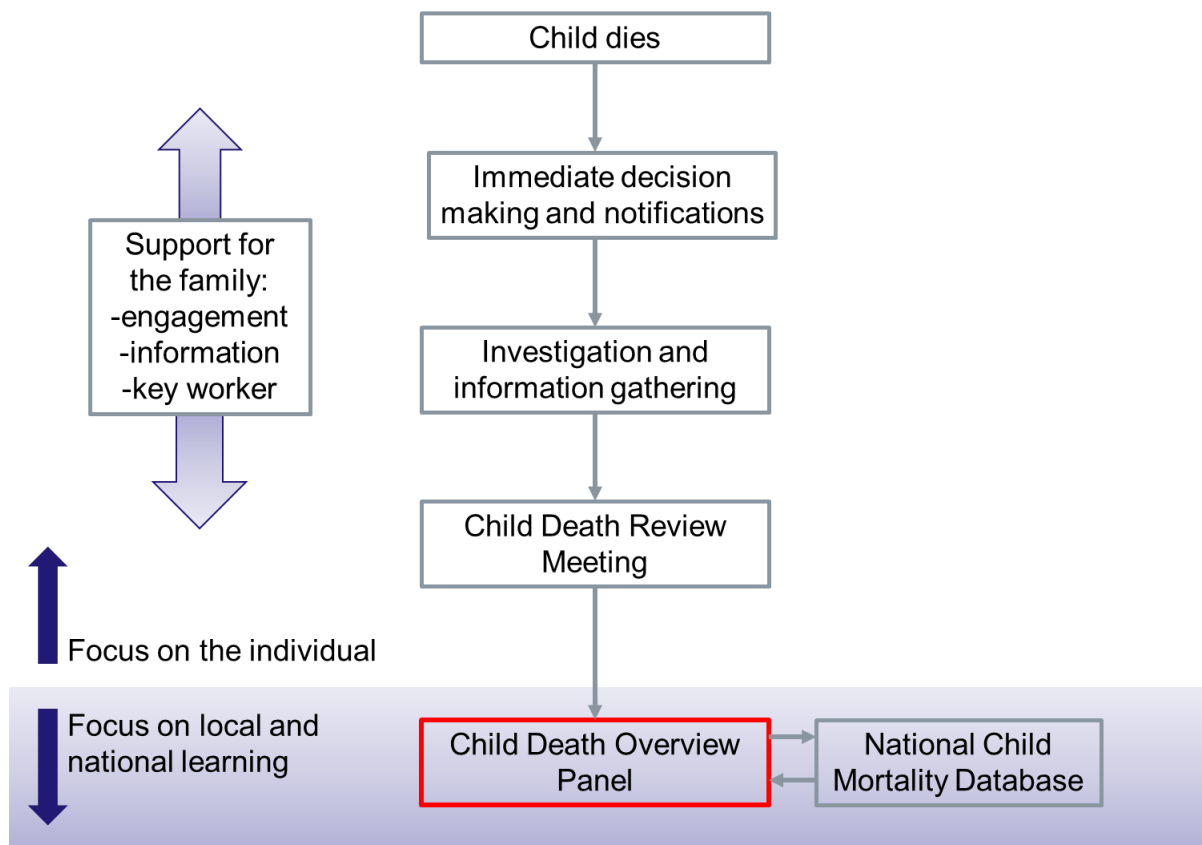 Child dies
Immediate decision
making and notifications
Support for
the family:
-engagement
-information
-key worker
Investigation and
information gathering
Child Death Review
Meeting
Focus on the individual
Focus on local and
national learning
Child Death Overview
Panel
National Child
Mortality Database